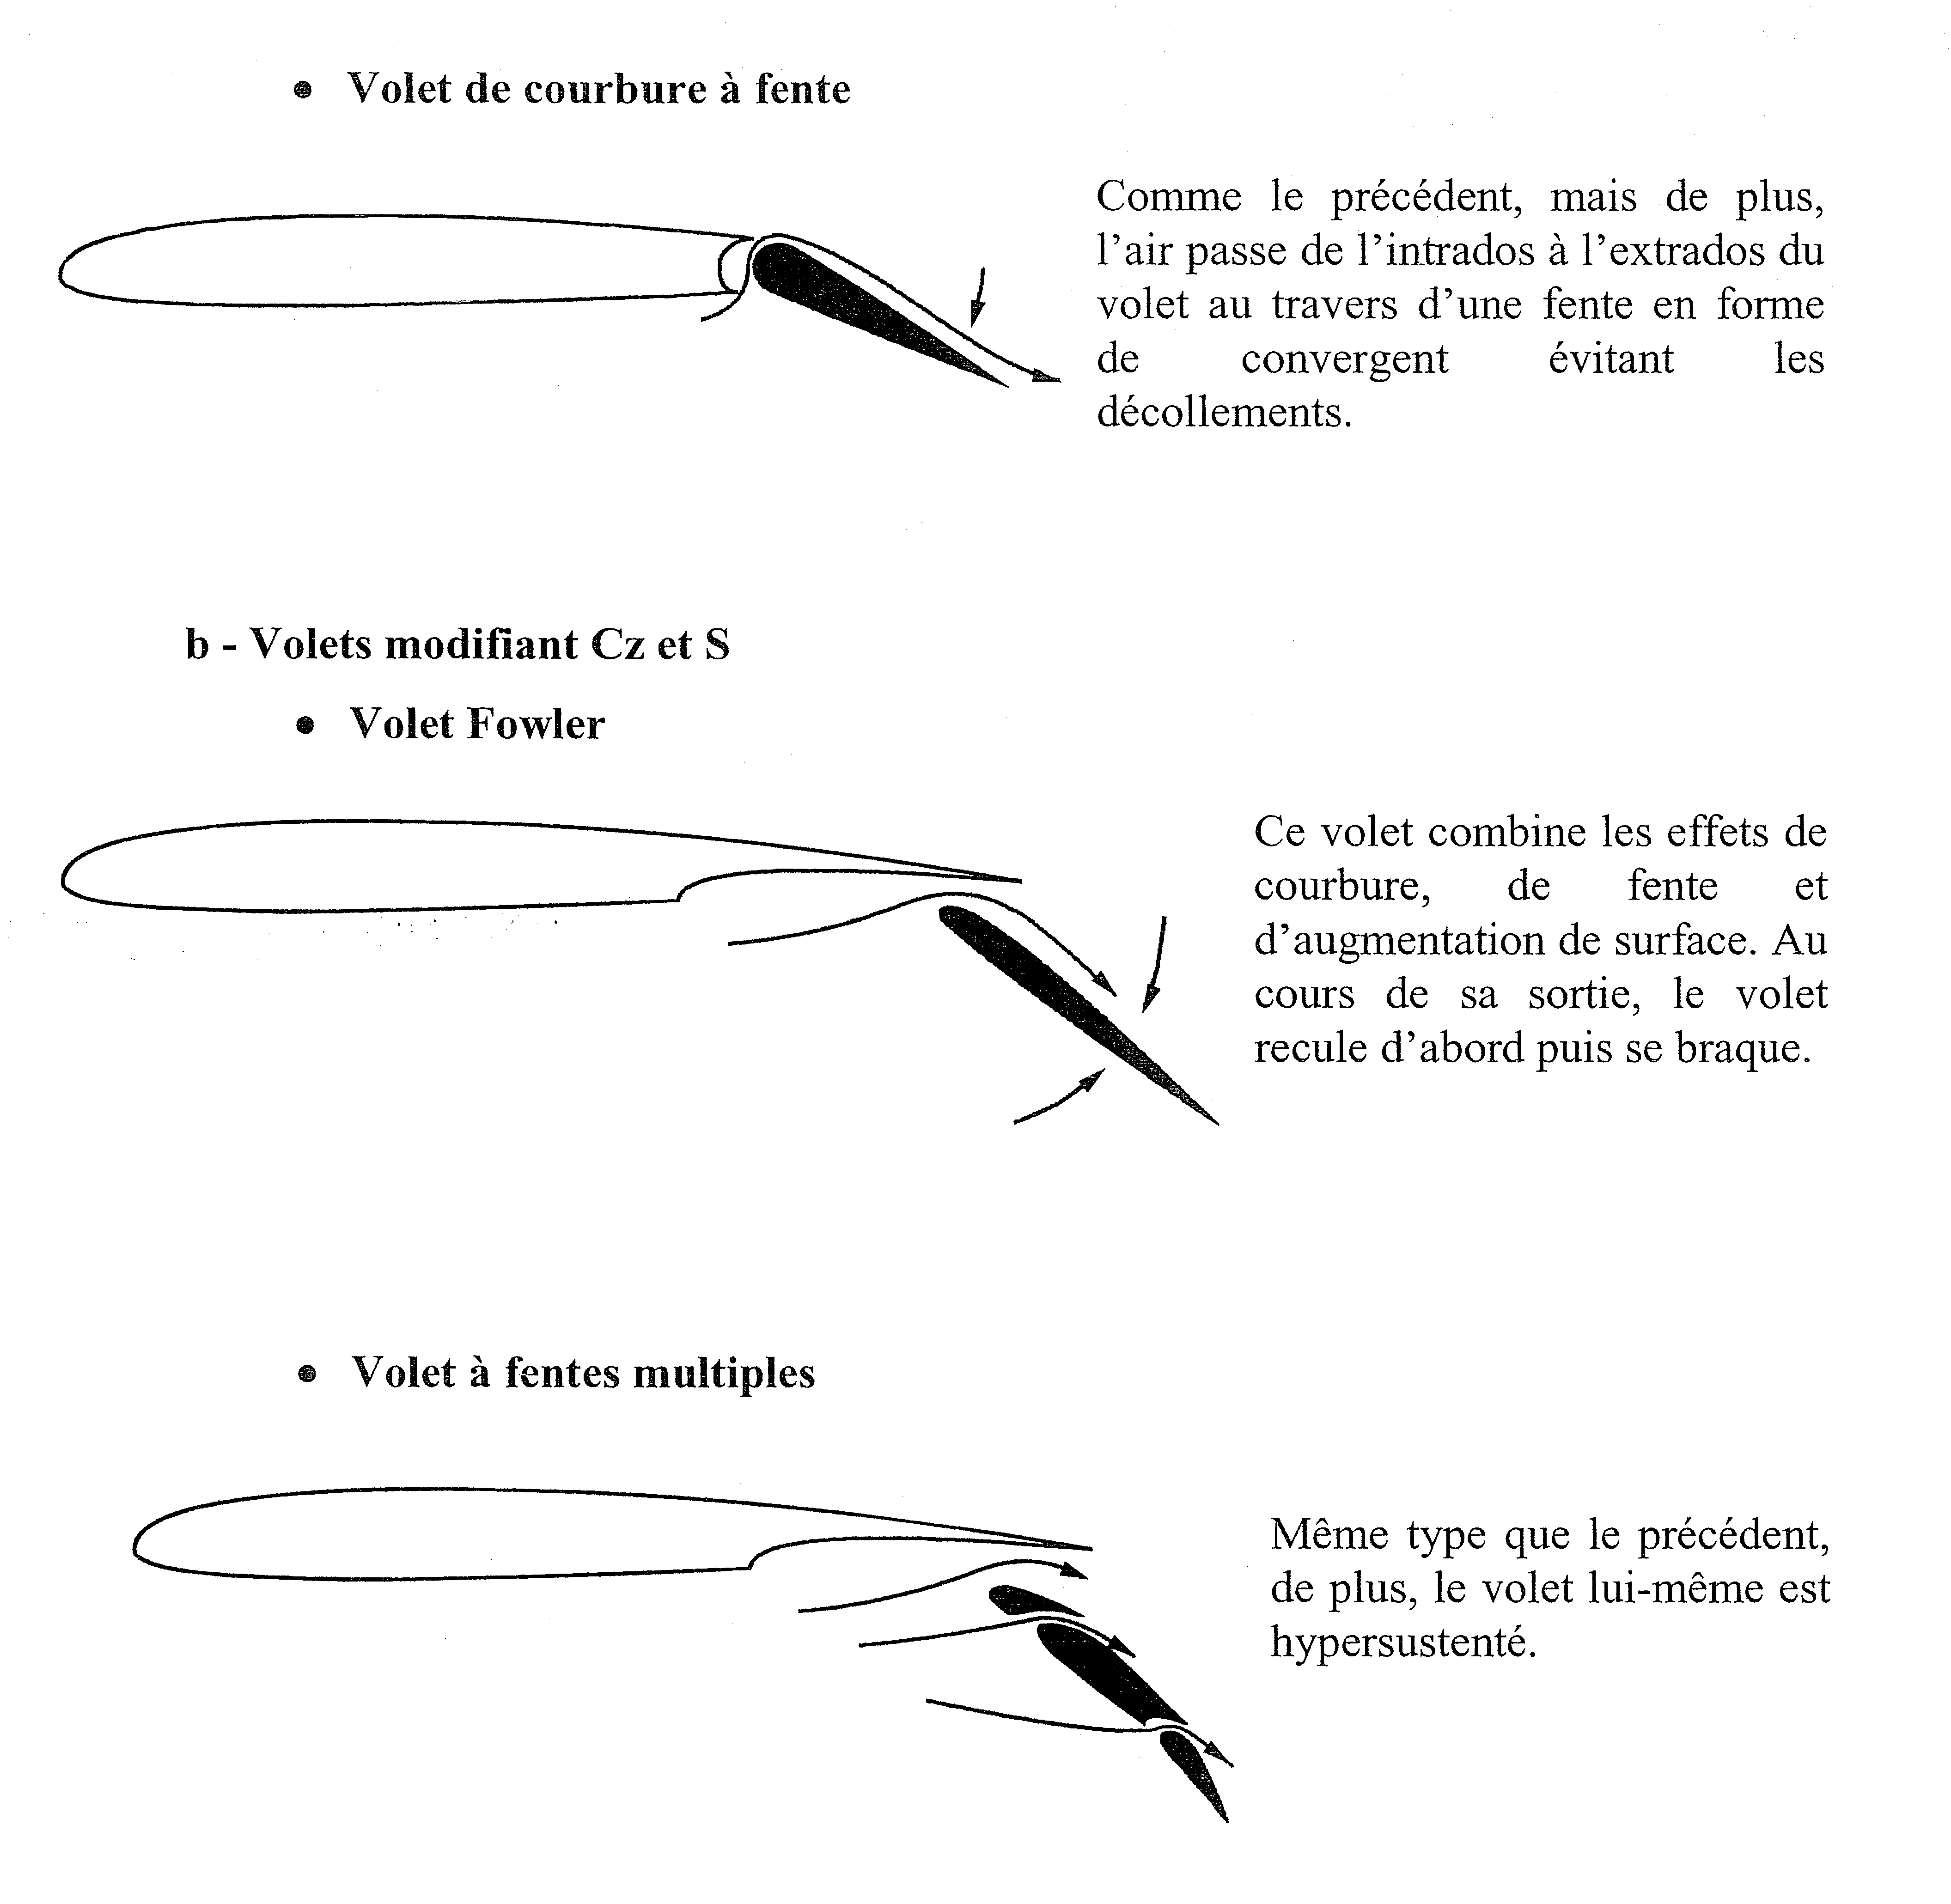 • Volet de courbure à fente
Comme le précédent, mais de plus,
l'air passe de l'intrados à l'extrados du
volet au travers d'une fente en forme
de convergent évitant les
décollements.
b - Volets modifiant Cz et S
• Volet Fowler
Ce volet combine les effets de
courbure, de fente et
d'augmentation de surface. Au
cours de sa sortie, le volet
recule d'abord puis se braque.
• Volet à fentes multiples
Même type que le précédent,
de plus, le volet lui-même est
hypersustenté.